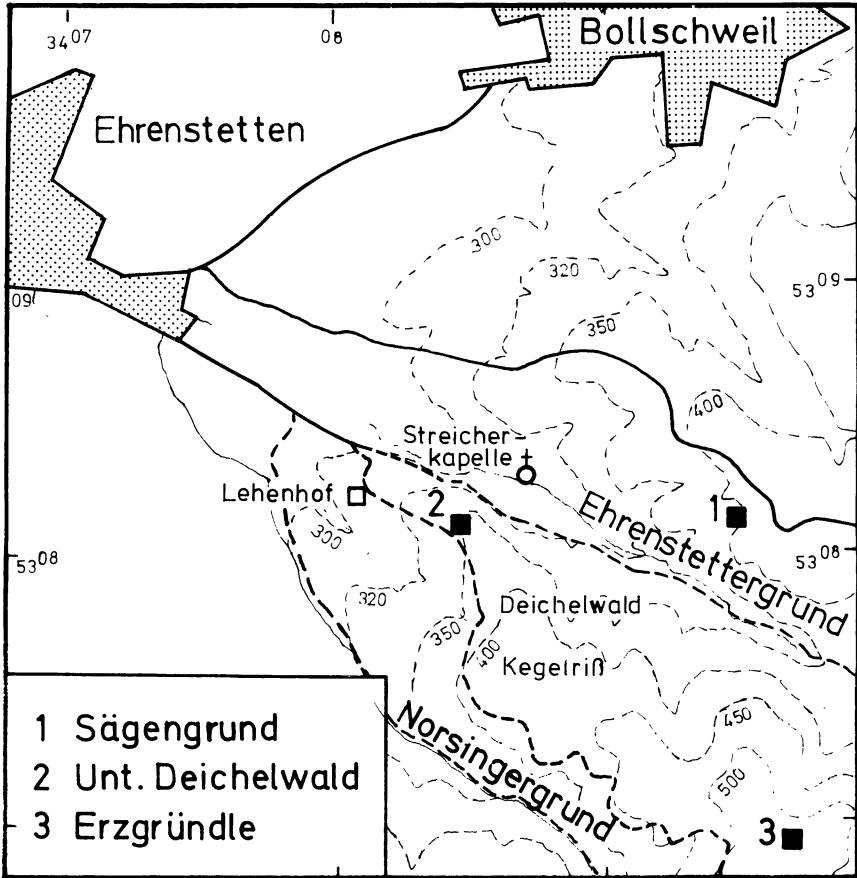 34 07
08
Bollschweil
Ehrenstetten
300
320
09
53 09
350
400
Streicher-
kapelle
Lehenhof
2
1
Ehrenstettergrund
300
53 08
53 08
320
Deichelwald
350
400
Kegelriß
450
Norsingergrund
500
3
1 Sägengrund
2 Unt. Deichelwald
3 Erzgründle